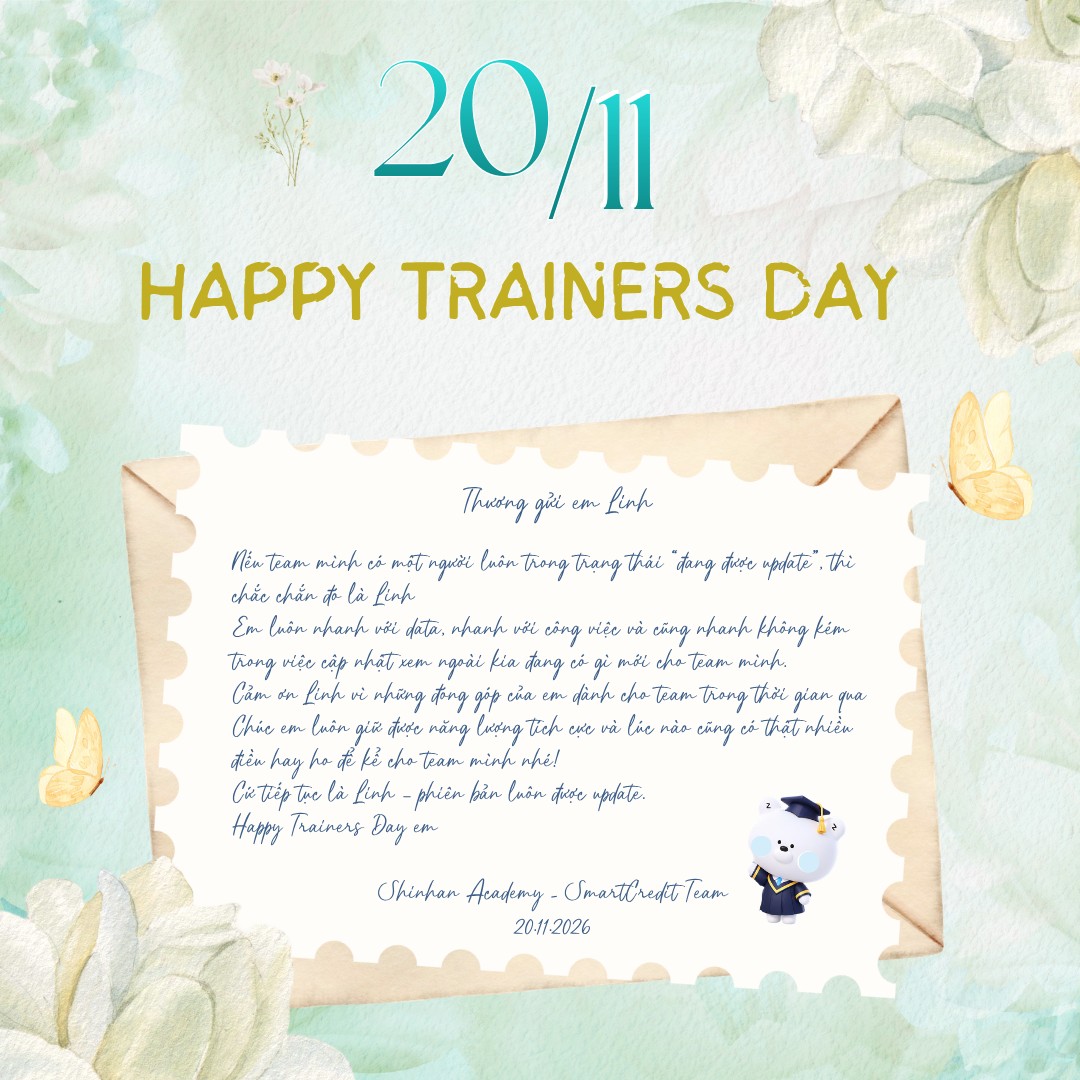 20/11
HAPPY TRAINERS DAY
Thương gửi em Linh
Nếu team mình có một người luôn trong trạng thái “đang được update”, thì
chắc chắn đó là Linh
Em luôn nhanh với data, nhanh với công việc và cũng nhanh không kém
trong việc cập nhật xem ngoài kia đang có gì mới cho team mình.
Cảm ơn Linh vì những đóng góp của em dành cho team trong thời gian qua
Chúc em luôn giữ được năng lượng tích cực và lúc nào cũng có thật nhiều
điều hay ho để kể cho team mình nhé!
Cứ tiếp tục là Linh - phiên bản luôn được update.
Happy Trainers Day em
Shinhan Academy - SmartCredit Team
20.11.2026